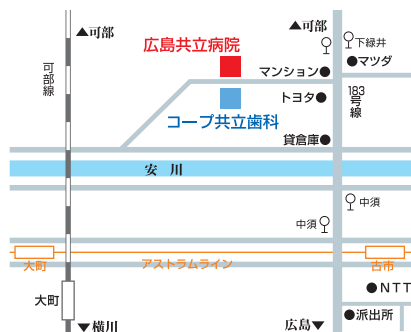 ▲可部
▲可部
広島共立病院
下緑井
マツダ
マンション
可部線
トヨタ
183号線
コープ共立歯科
貸倉庫
安川
中須
中須
アストラムライン
大町
古市
NTT
大町
派出所
▼横川
広島▼